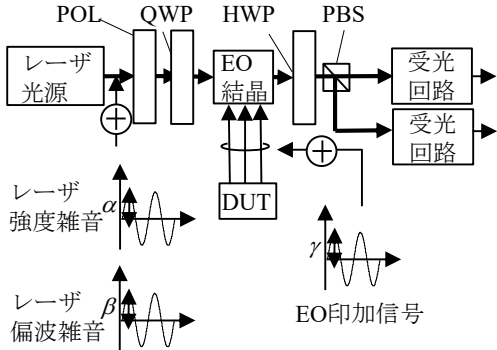 POL QWP HWP PBS
レーザ
光源
EO
結晶
受光
回路
受光
回路
DUT
レーザ
強度雑音
α
γ
レーザ
偏波雑音
β
EO印加信号